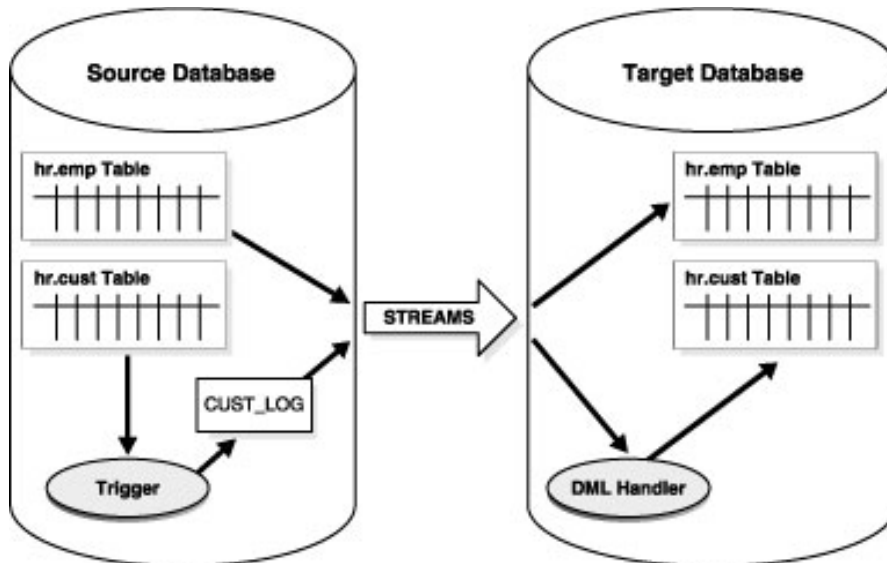 Source Database
hr.emp Table
hr.cust Table
CUST_LOG
Trigger
STREAMS
Target Database
hr.emp Table
hr.cust Table
DML Handler